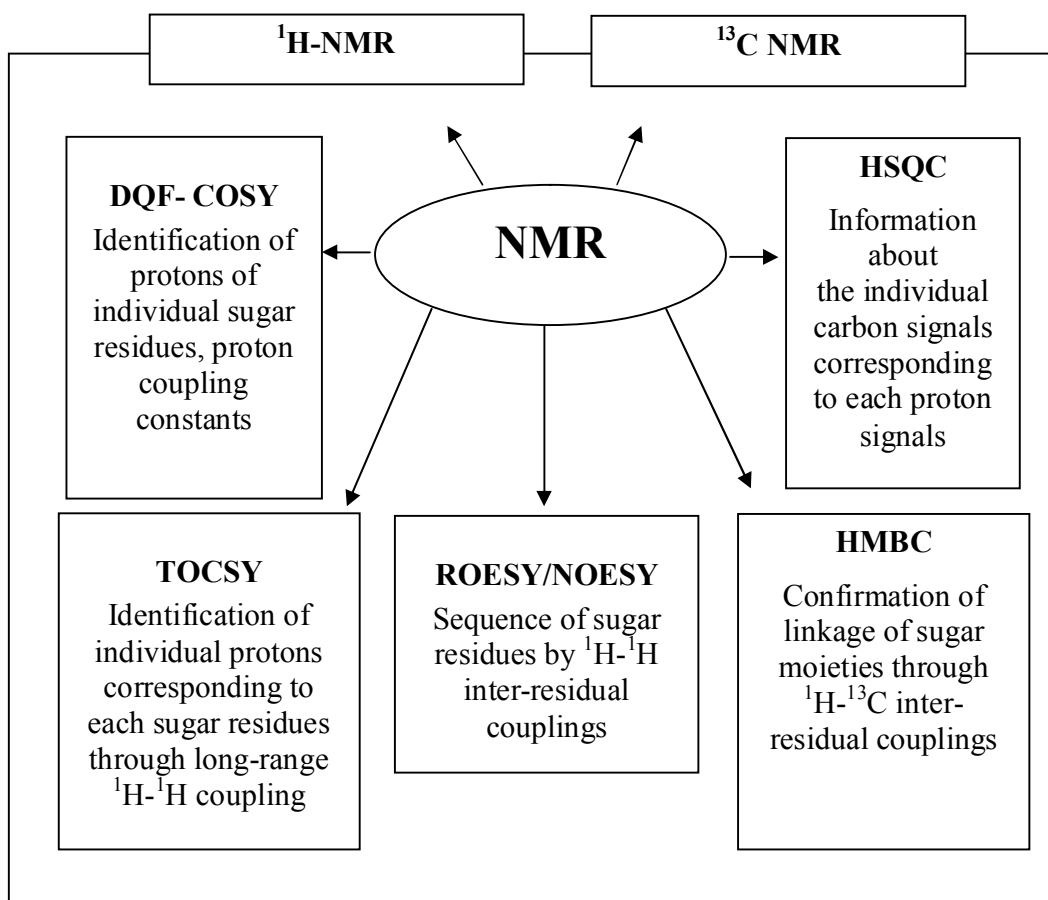 ¹H-NMR
¹³C NMR
NMR
DQF- COSY
Identification of
protons of
individual sugar
residues, proton
coupling
constants
HSQC
Information
about
the individual
carbon signals
corresponding
to each proton
signals
TOCSY
Identification of
individual protons
corresponding to
each sugar residues
through long-range
¹H-¹H coupling
ROESY/NOESY
Sequence of sugar
residues by ¹H-¹H
inter-residual
couplings
HMBC
Confirmation of
linkage of sugar
moieties through
¹H-¹³C inter-
residual couplings